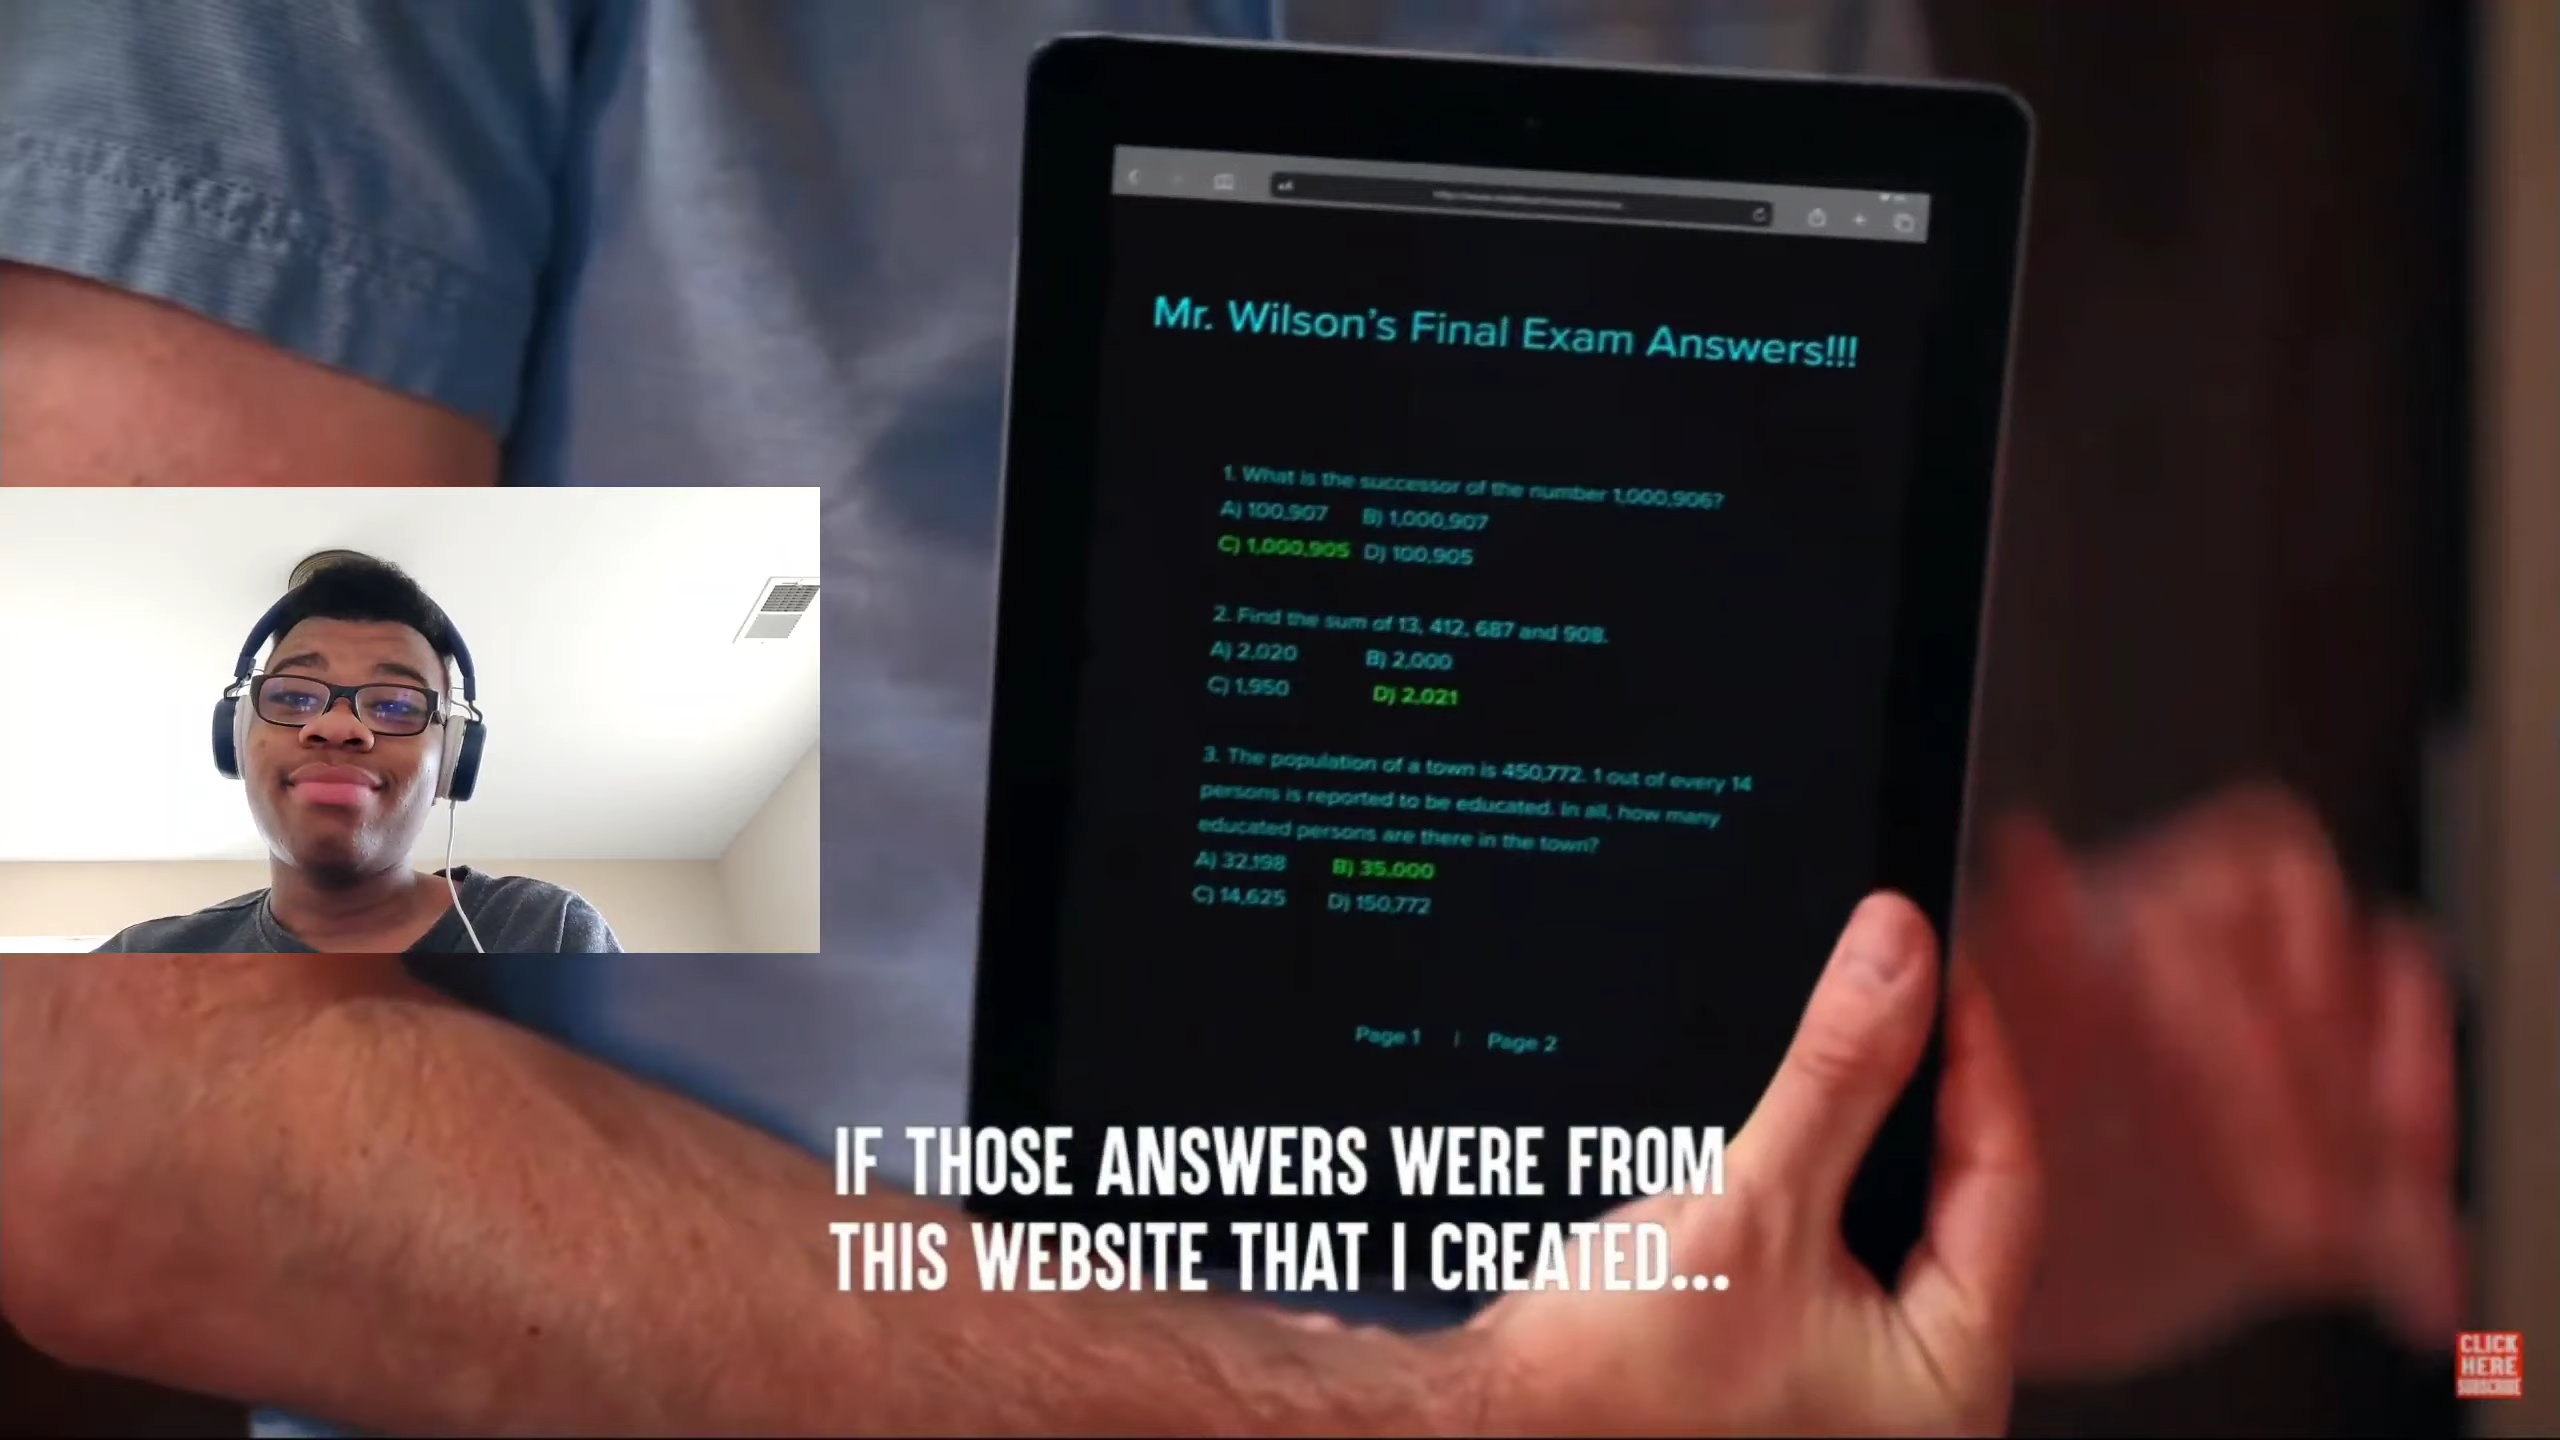 Mr. Wilson's Final Exam Answers!!!
1. What is the successor of the number 1,000,906?
A) 100,907 B) 1,000,907
C) 1,000,905 D) 100,905
2. Find the sum of 13, 412, 687 and 908.
A) 2,020 B) 2,000
C) 1,950 D) 2,021
3. The population of a town is 450,772. 1 out of every 14
persons is reported to be educated. In all, how many
educated persons are there in the town?
A) 32,198 B) 35,000
C) 14,625 D) 150,772
Page 1 | Page 2
IF THOSE ANSWERS WERE FROM
THIS WEBSITE THAT I CREATED...
CLICK
HERE
SUBSCRIBE